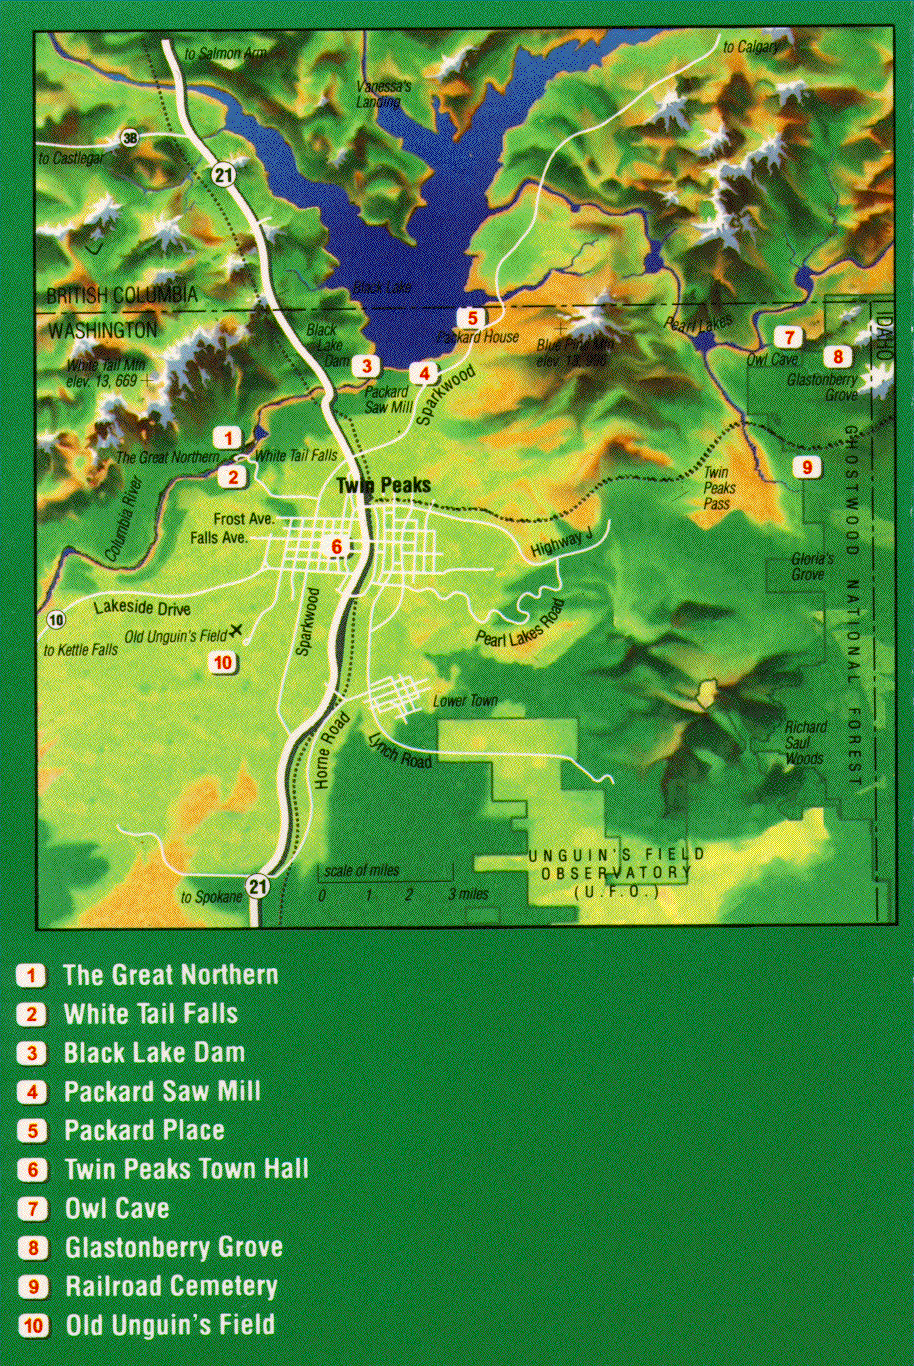 to Salmon Arm
to Calgary
Vanessa's
Landing
3B
to Castlegar
21
Black Lake
BRITISH COLUMBIA
WASHINGTON
5
Packard House
Pearl Lakes
IDAHO
Black
Lake
Dam
3
4
Blue Pine Mtn
7
Owl Cave
8
Glastonberry
Grove
White Tail Mtn
elev. 13,669
Packard
Saw Mill
Sparkwood
1
The Great Northern
White Tail Falls
2
9
Twin
Peaks
Pass
Twin Peaks
Columbia River
Frost Ave.
Falls Ave.
6
Highway J
GHOSTWOOD NATIONAL FOREST
Gloria's
Grove
10
Lakeside Drive
to Kettle Falls
Old Unguin's Field
10
Sparkwood
Pearl Lakes Road
Lower Town
Horne Road
Lynch Road
Richard
Saul
Woods
UNGUIN'S FIELD
OBSERVATORY
(U.F.O.)
scale of miles
0 1 2 3 miles
21
to Spokane
1 The Great Northern
2 White Tail Falls
3 Black Lake Dam
4 Packard Saw Mill
5 Packard Place
6 Twin Peaks Town Hall
7 Owl Cave
8 Glastonberry Grove
9 Railroad Cemetery
10 Old Unguin's Field